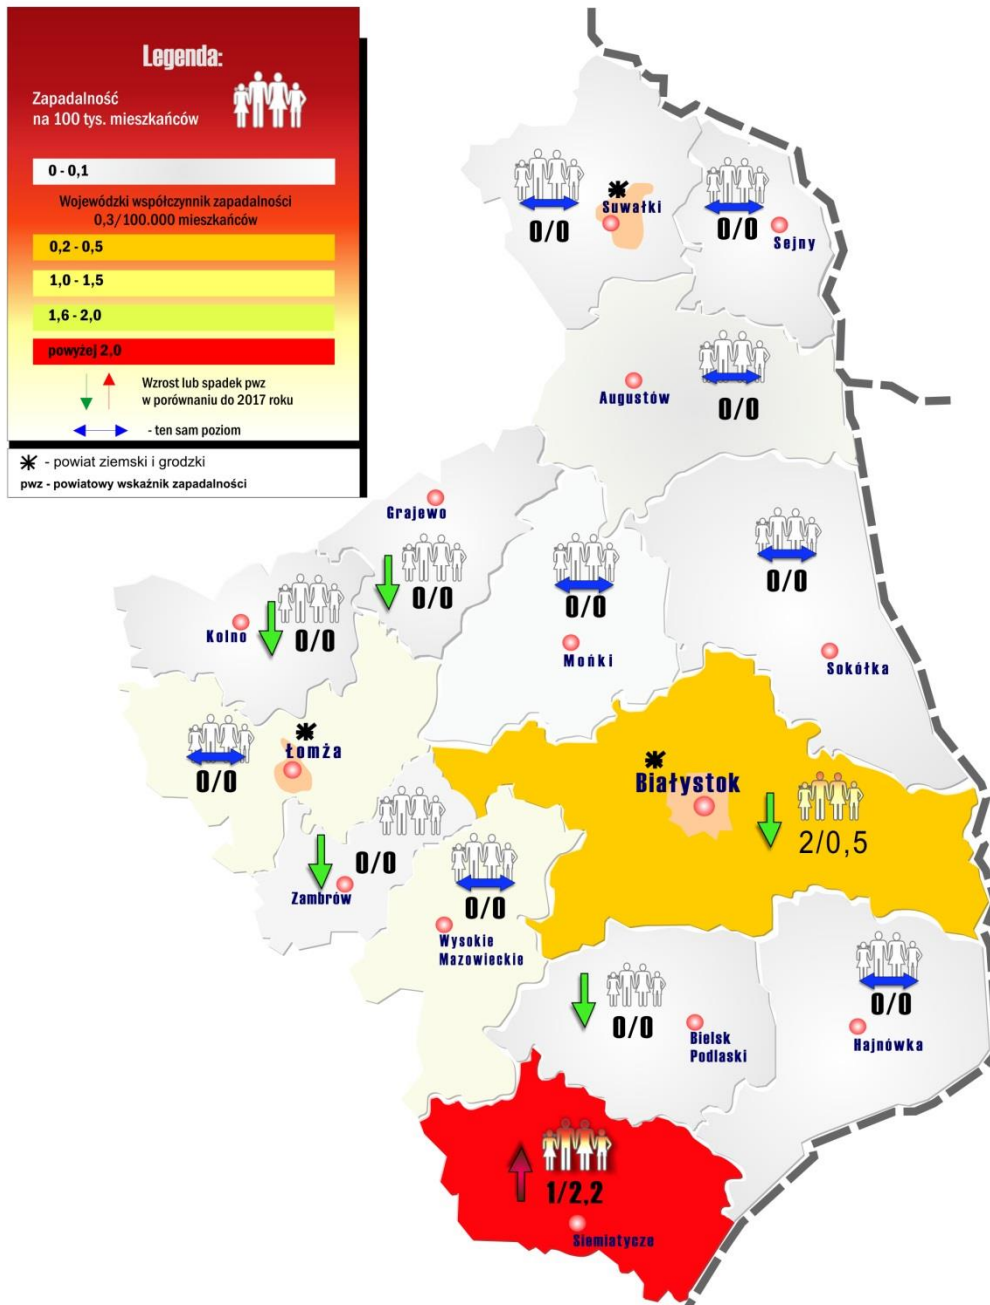 Legenda:
Zapadalność
na 100 tys. mieszkańców
0 - 0,1
Wojewódzki współczynnik zapadalności
0,3/100.000 mieszkańców
0,2 - 0,5
1,0 - 1,5
1,6 - 2,0
powyżej 2,0
Wzrost lub spadek pwz
w porównaniu do 2017 roku
- ten sam poziom
- powiat ziemski i grodzki
pwz - powiatowy wskaźnik zapadalności
Suwałki
0/0
0/0
Sejny
Augustów
0/0
Grajewo
0/0
Kolno
0/0
0/0
Mońki
0/0
Sokółka
Łomża
0/0
Białystok
2/0,5
0/0
Zambrów
0/0
Wysokie
Mazowieckie
0/0
Bielsk
Podlaski
0/0
Hajnówka
1/2,2
Siemiatycze